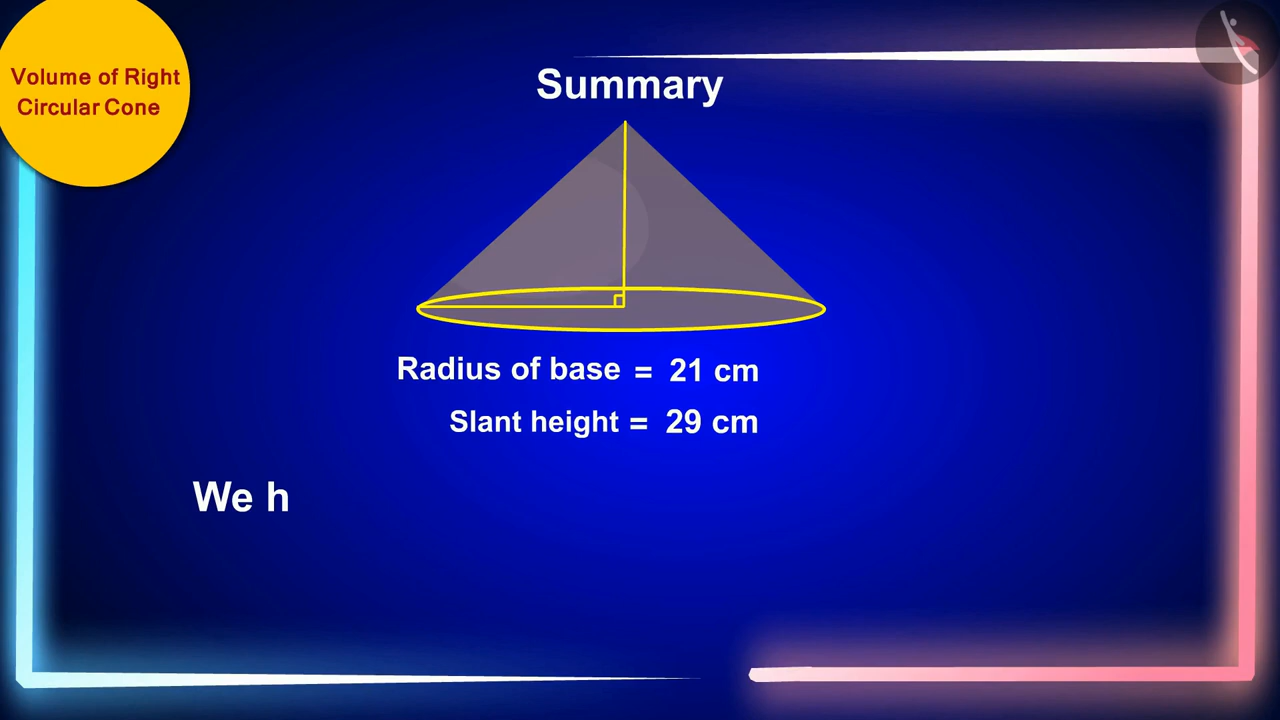 Volume of Right
Circular Cone
Summary
Radius of base = 21 cm
Slant height = 29 cm
We h